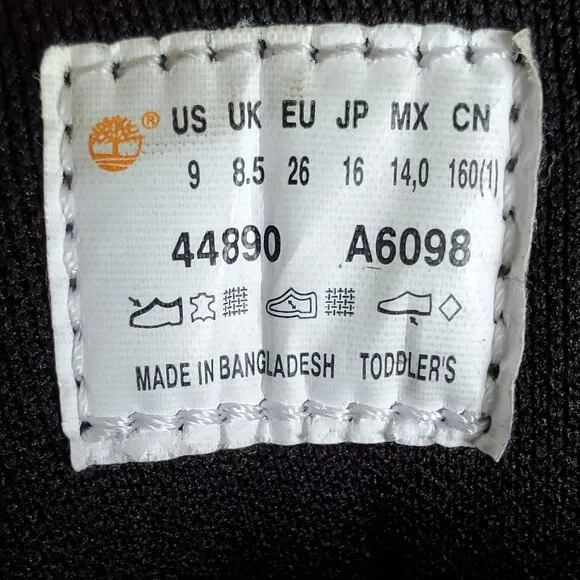 ® US UK EU JP MX CN
9 8.5 26 16 14,0 160(1)
44890 A6098
MADE IN BANGLADESH TODDLER'S